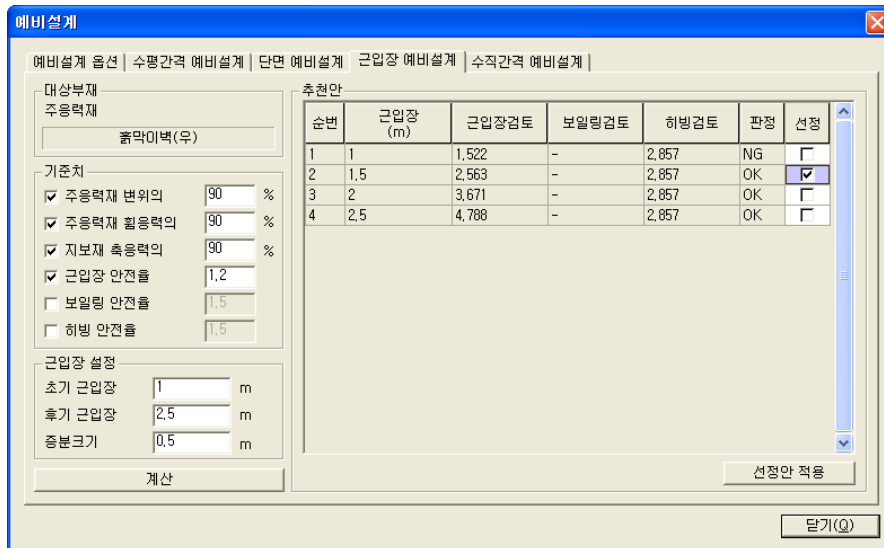 예비설계
예비설계 옵션 수평간격 예비설계 단면 예비설계 근입장 예비설계 수직간격 예비설계
대상부재
주응력재
흙막이벽(우)
기준치
주응력재 변위의 90 %
주응력재 휨응력의 90 %
지보재 축응력의 90 %
근입장 안전율 1,2
보일링 안전율 1,5
히빙 안전율 1,5
근입장 설정
초기 근입장 1 m
후기 근입장 2,5 m
증분크기 0,5 m
계산
추천안
순번 근입장 (m) 근입장검토 보일링검토 히빙검토 판정 선정
1 1 1,522 - 2,857 NG
2 1,5 2,563 - 2,857 OK
3 2 3,671 - 2,857 OK
4 2,5 4,788 - 2,857 OK
선정안 적용
닫기(Q)